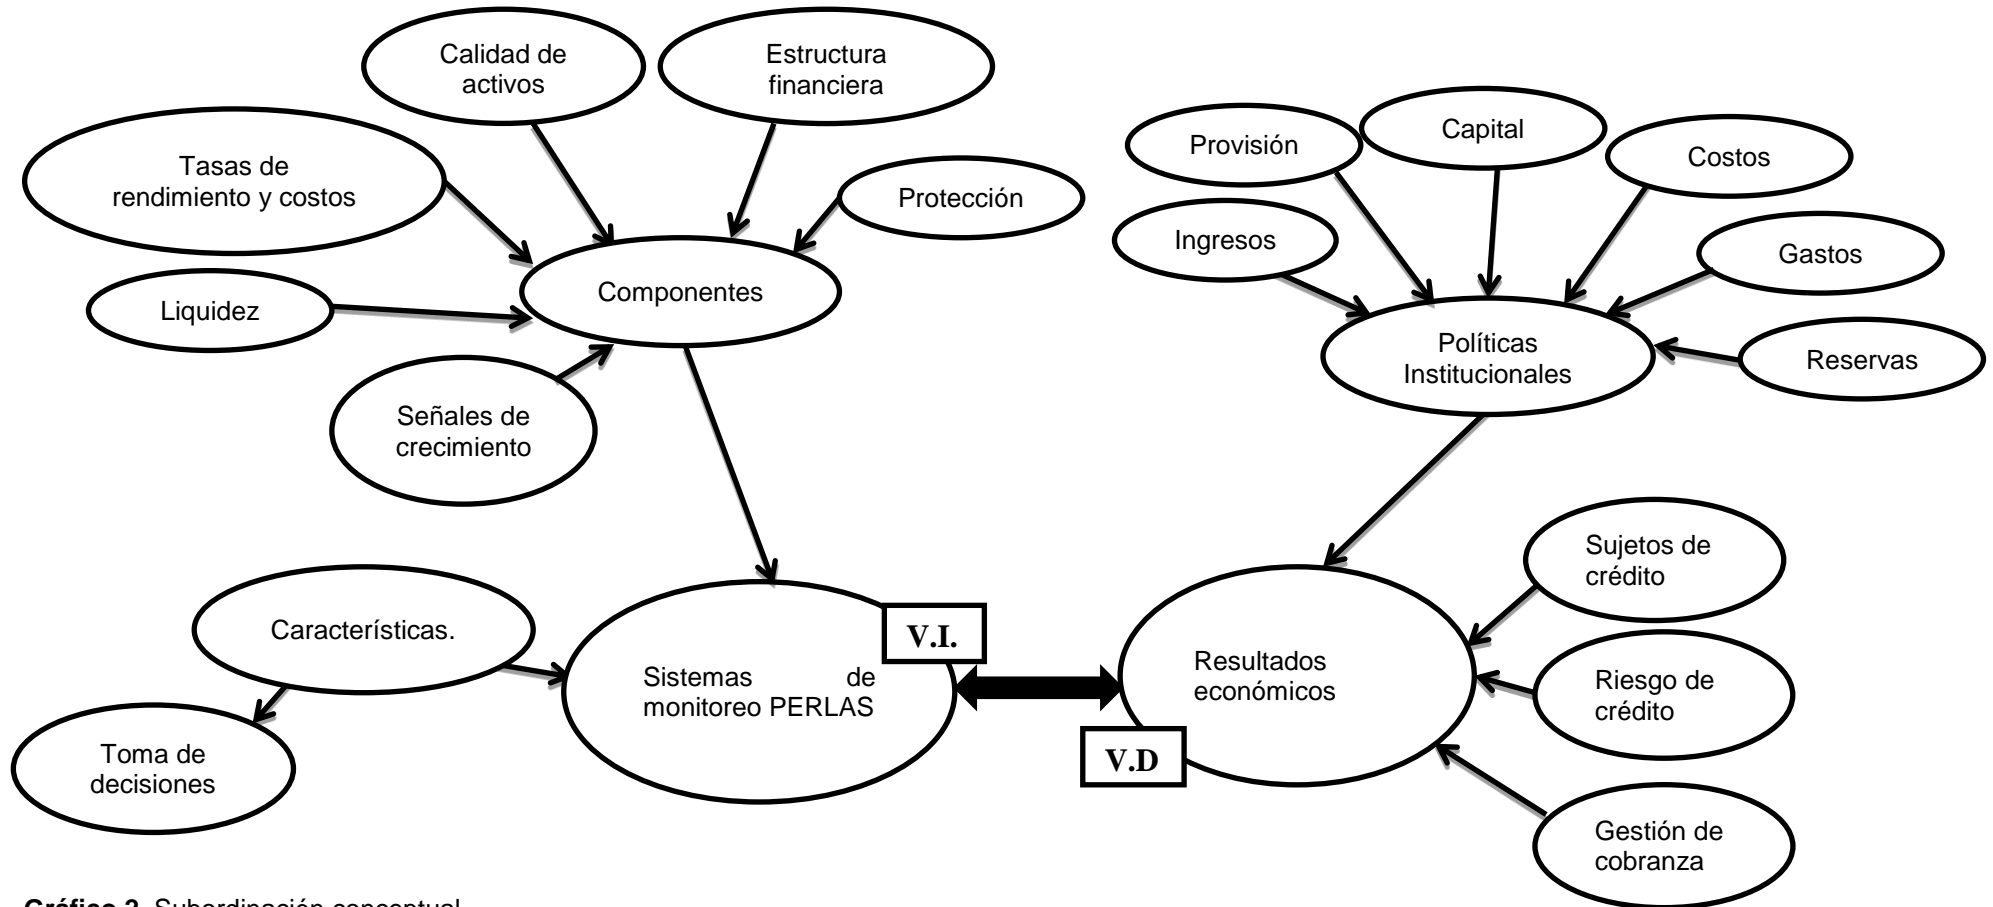 Calidad de
activos
Estructura
financiera
Tasas de
rendimiento y costos
Protección
Liquidez
Componentes
Señales de
crecimiento
Provisión
Capital
Costos
Ingresos
Gastos
Políticas
Institucionales
Reservas
Características.
Toma de
decisiones
Sistemas de
monitoreo PERLAS
V.I.
V.D
Resultados
económicos
Sujetos de
crédito
Riesgo de
crédito
Gestión de
cobranza
Gráfico 2. Subordinación conceptual